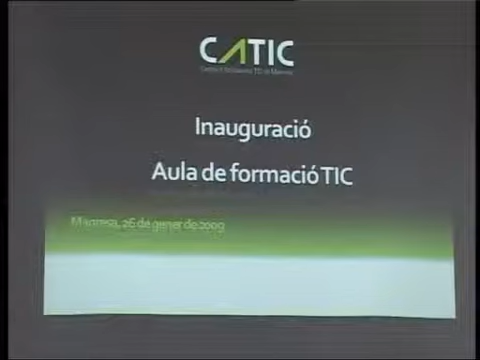 CATIC
Inauguració
Aula de formació TIC
Manresa, 26 de gener de 2009